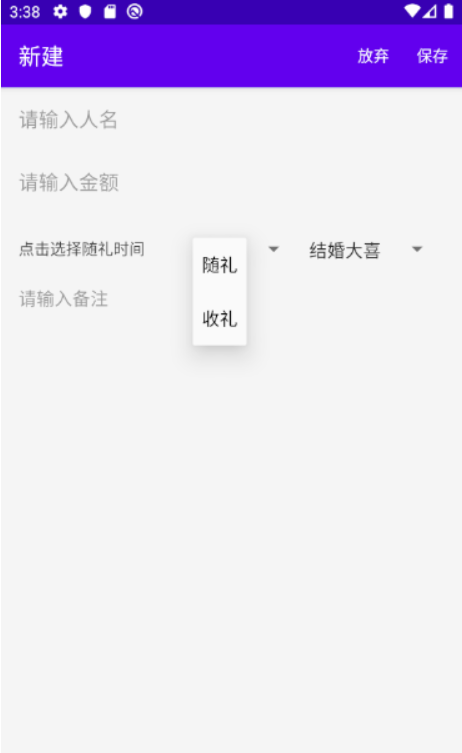 3:38
新建 放弃 保存
请输入人名
请输入金额
点击选择随礼时间 随礼 结婚大喜
收礼
请输入备注